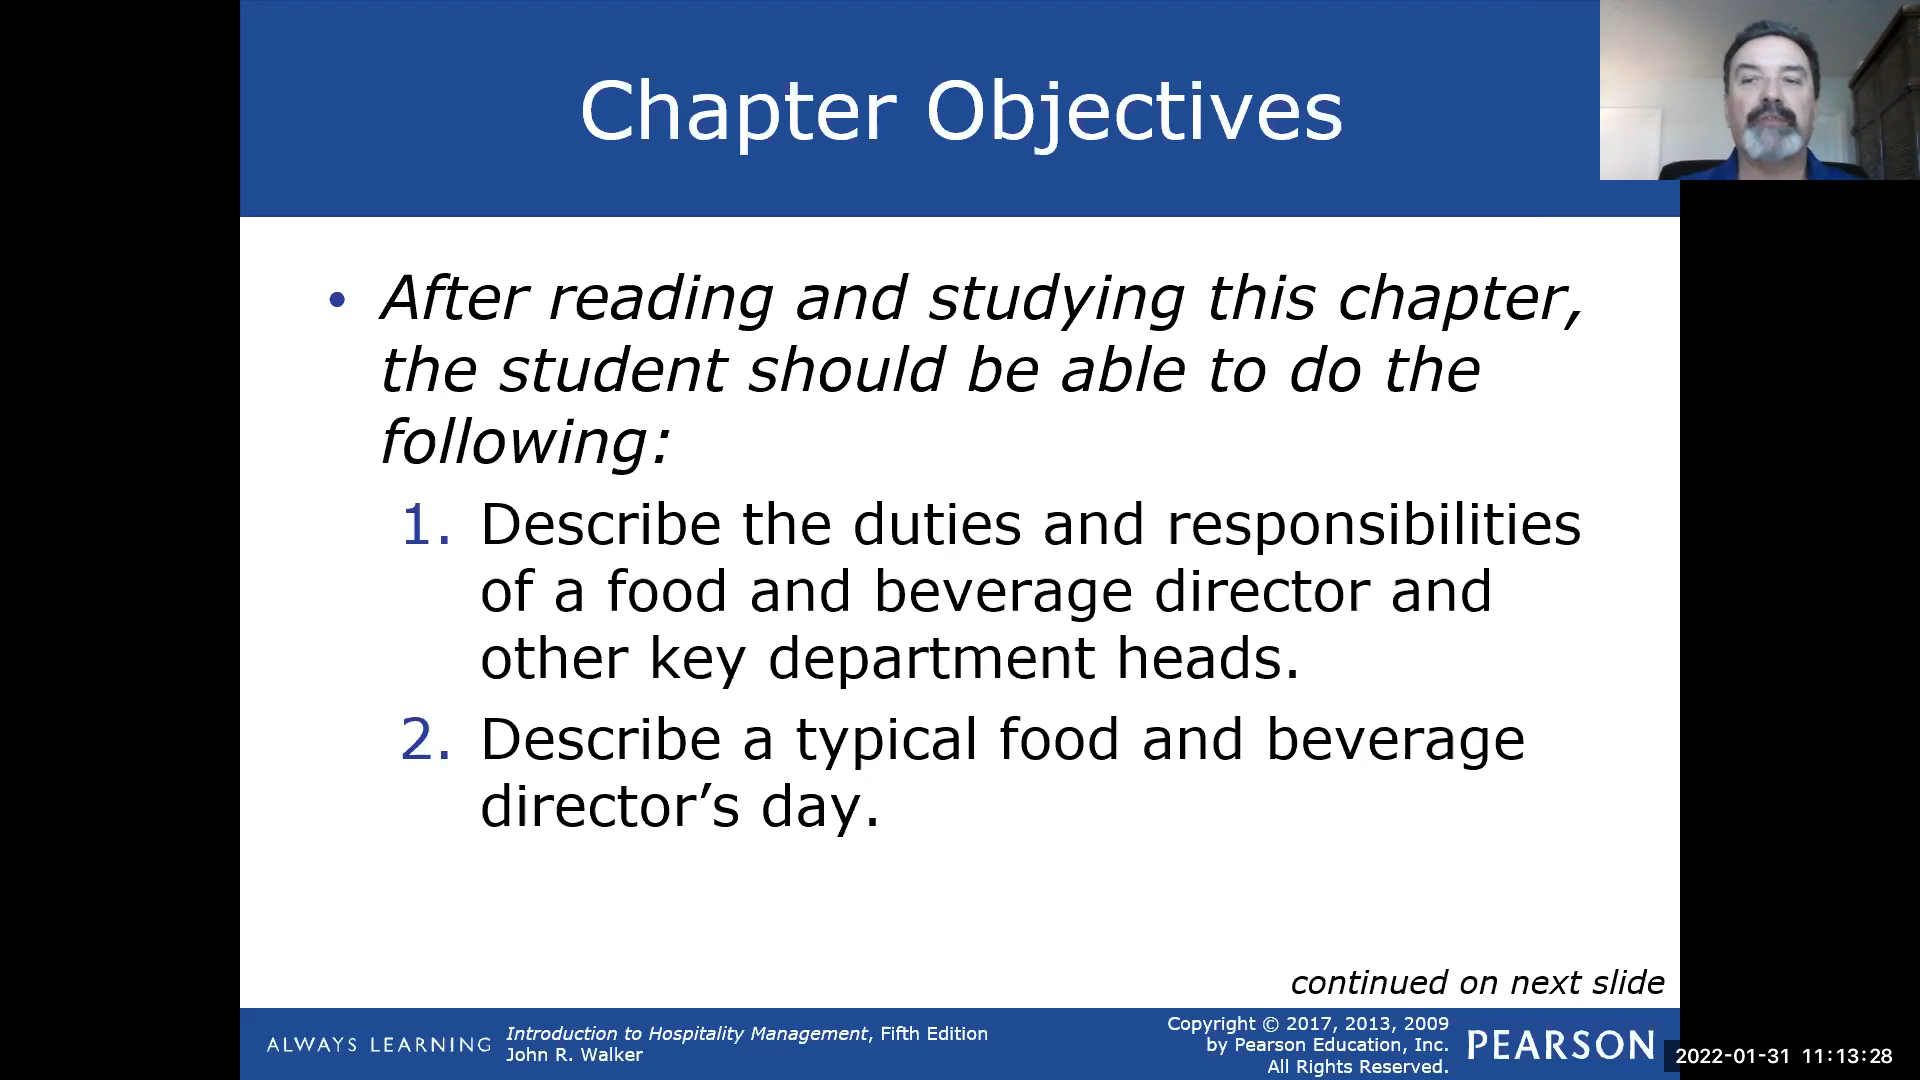 Chapter Objectives
• After reading and studying this chapter,
the student should be able to do the
following:
1. Describe the duties and responsibilities
of a food and beverage director and
other key department heads.
2. Describe a typical food and beverage
director’s day.
continued on next slide
ALWAYS LEARNING
Introduction to Hospitality Management, Fifth Edition
John R. Walker
Copyright © 2017, 2013, 2009
by Pearson Education, Inc.
All Rights Reserved.
PEARSON
2022-01-31 11:13:28